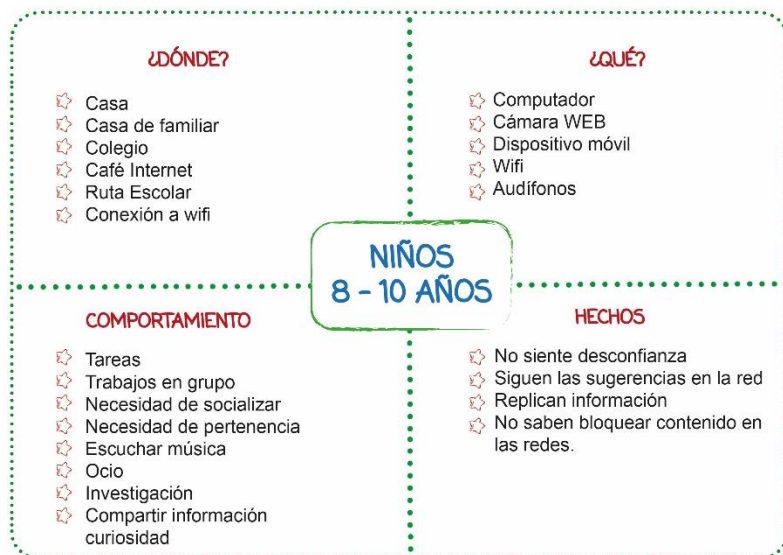 ¿DÓNDE?
Casa
Casa de familiar
Colegio
Café Internet
Ruta Escolar
Conexión a wifi
¿QUÉ?
Computador
Cámara WEB
Dispositivo móvil
Wifi
Audífonos
NIÑOS
8 - 10 AÑOS
COMPORTAMIENTO
Tareas
Trabajos en grupo
Necesidad de socializar
Necesidad de pertenencia
Escuchar música
Ocio
Investigación
Compartir información
curiosidad
HECHOS
No siente desconfianza
Siguen las sugerencias en la red
Replican información
No saben bloquear contenido en
las redes.